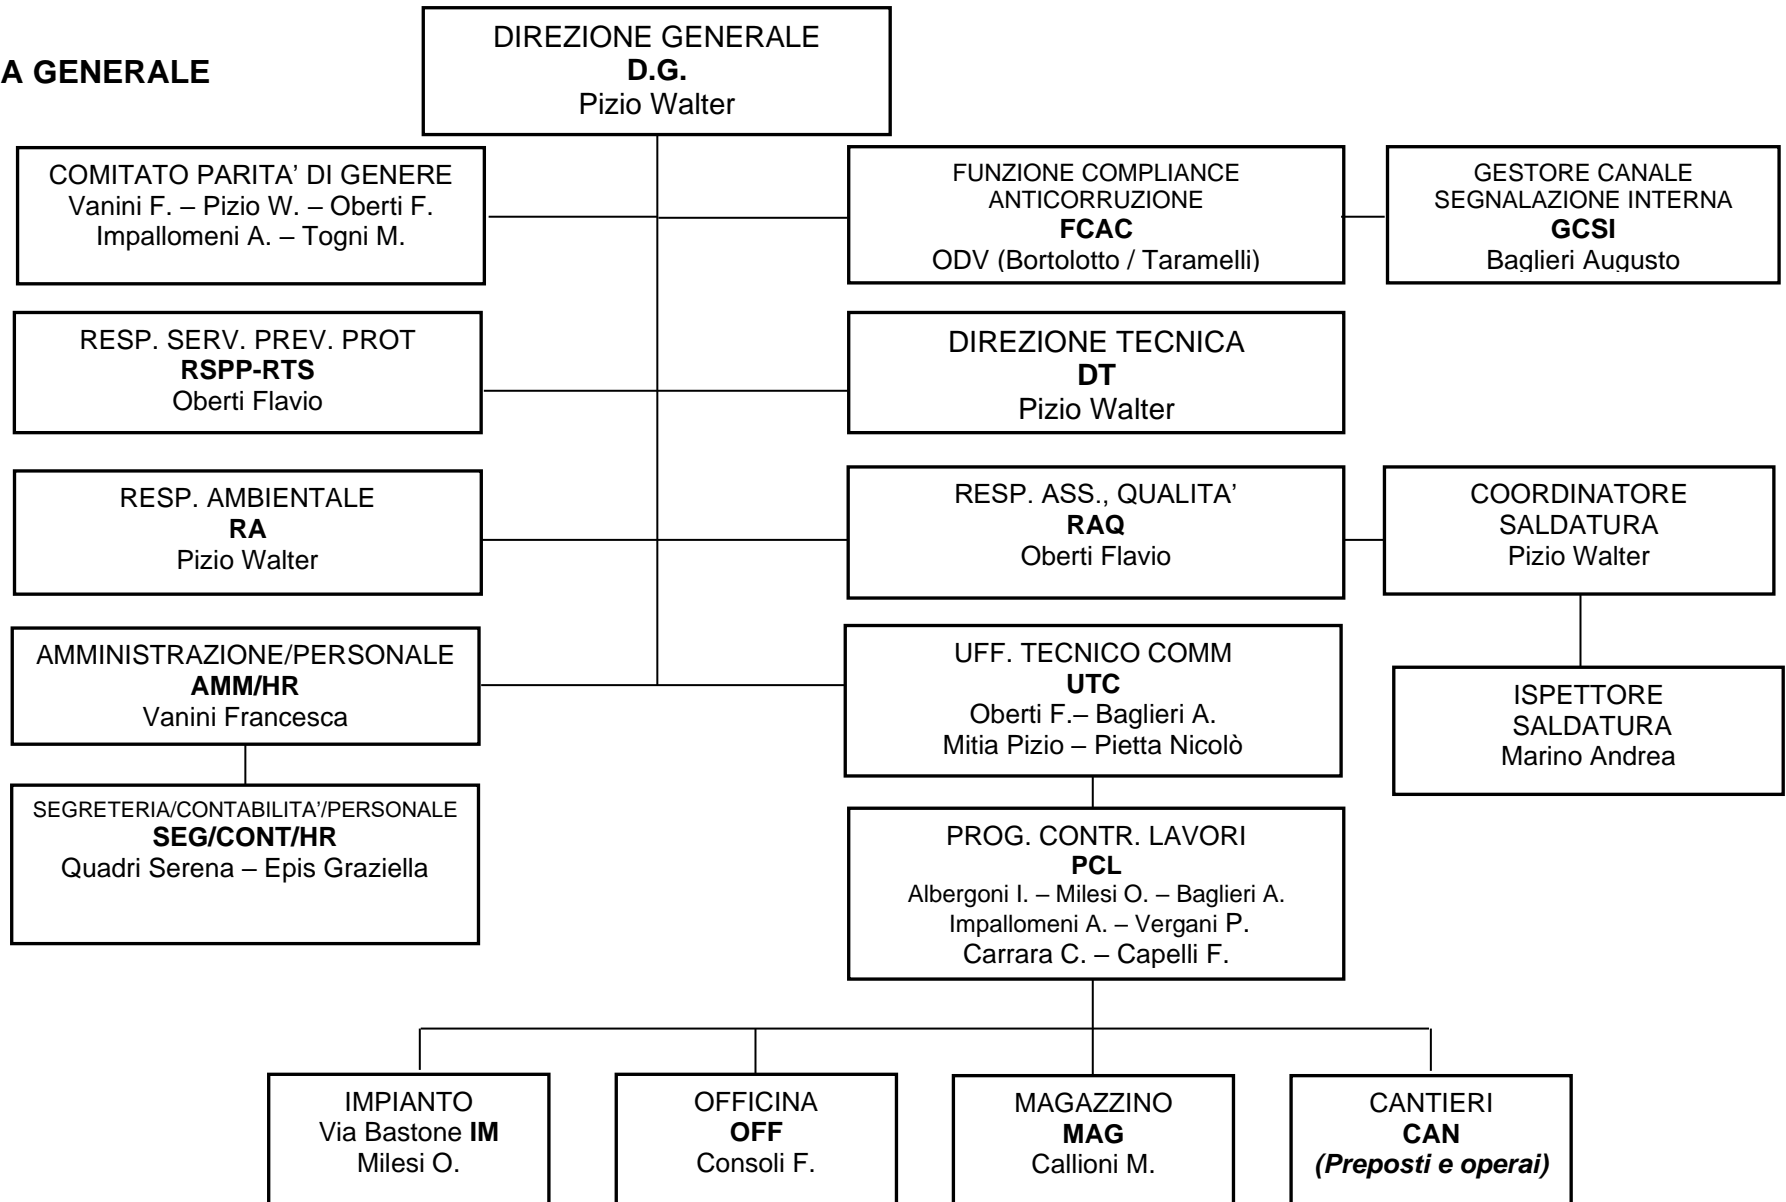 A GENERALE
DIREZIONE GENERALE
D.G.
Pizio Walter
COMITATO PARITA’ DI GENERE
Vanini F. – Pizio W. – Oberti F.
Impallomeni A. – Togni M.
FUNZIONE COMPLIANCE
ANTICORRUZIONE
FCAC
ODV (Bortolotto / Taramelli)
GESTORE CANALE
SEGNALAZIONE INTERNA
GCSI
Baglieri Augusto
RESP. SERV. PREV. PROT
RSPP-RTS
Oberti Flavio
DIREZIONE TECNICA
DT
Pizio Walter
RESP. AMBIENTALE
RA
Pizio Walter
RESP. ASS., QUALITA’
RAQ
Oberti Flavio
COORDINATORE
SALDATURA
Pizio Walter
AMMINISTRAZIONE/PERSONALE
AMM/HR
Vanini Francesca
UFF. TECNICO COMM
UTC
Oberti F.– Baglieri A.
Mitia Pizio – Pietta Nicolò
ISPETTORE
SALDATURA
Marino Andrea
SEGRETERIA/CONTABILITA’/PERSONALE
SEG/CONT/HR
Quadri Serena – Epis Graziella
PROG. CONTR. LAVORI
PCL
Albergoni I. – Milesi O. – Baglieri A.
Impallomeni A. – Vergani P.
Carrara C. – Capelli F.
IMPIANTO
Via Bastone IM
Milesi O.
OFFICINA
OFF
Consoli F.
MAGAZZINO
MAG
Callioni M.
CANTIERI
CAN
(Preposti e operai)